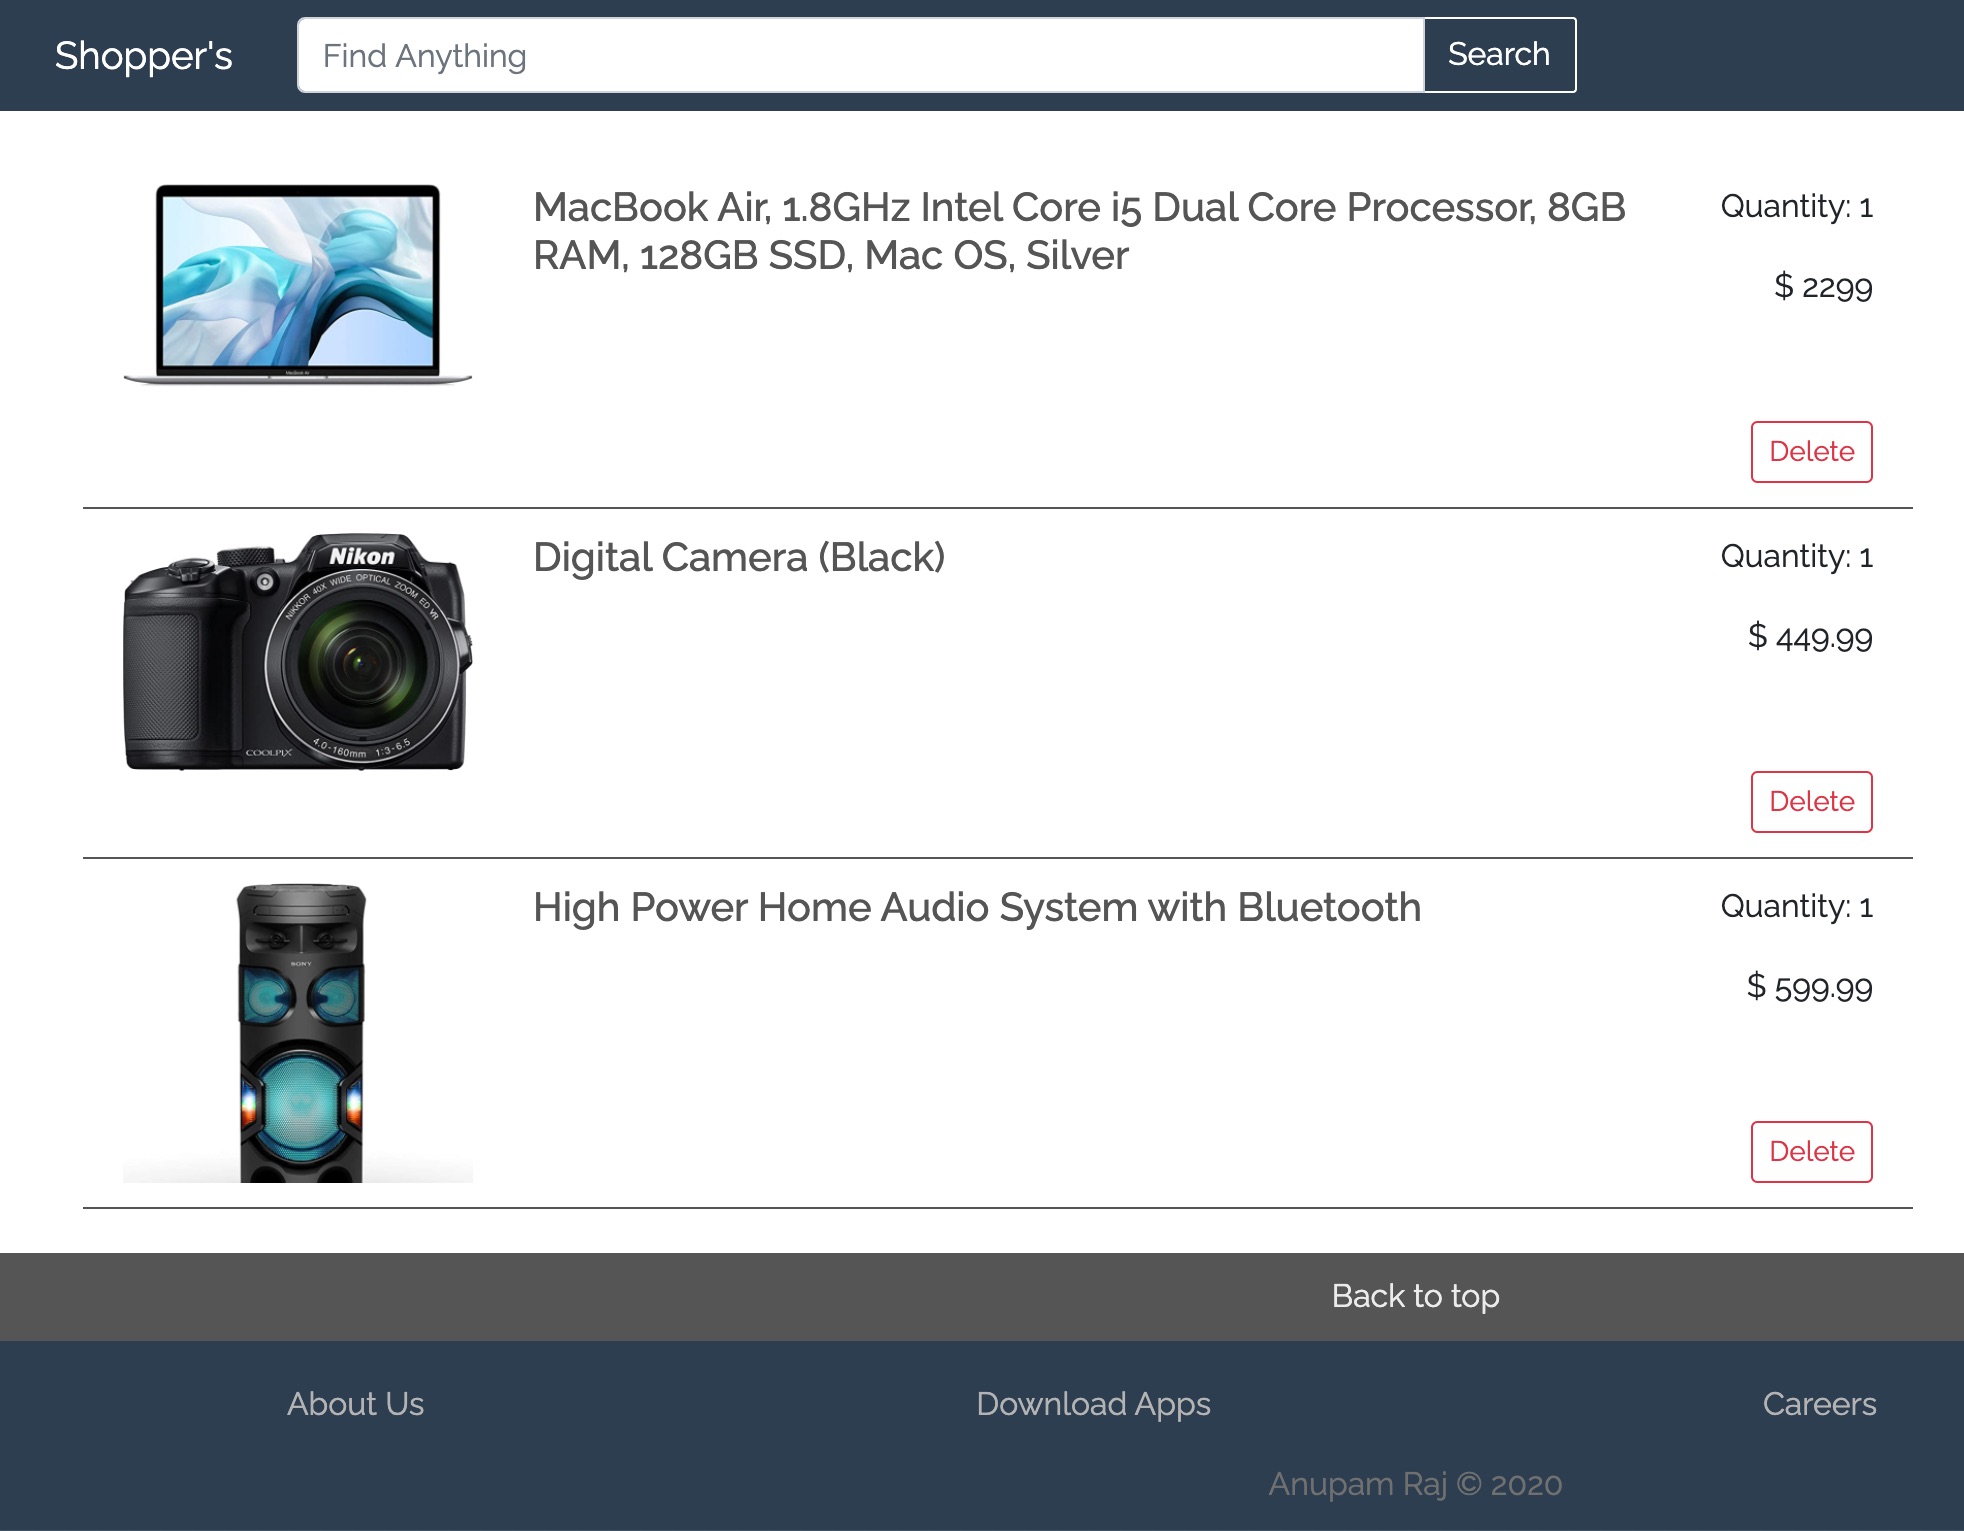 Shopper's
Find Anything
Search
MacBook Air, 1.8GHz Intel Core i5 Dual Core Processor, 8GB
RAM, 128GB SSD, Mac OS, Silver
Quantity: 1
$ 2299
MacBook Air
Delete
Nikon
NIKKOR 40X WIDE OPTICAL ZOOM ED VR
4.0-160mm 1:3-6.5
COOLPIX
Digital Camera (Black)
Quantity: 1
$ 449.99
Delete
SONY
High Power Home Audio System with Bluetooth
Quantity: 1
$ 599.99
Delete
Back to top
About Us
Download Apps
Careers
Anupam Raj © 2020